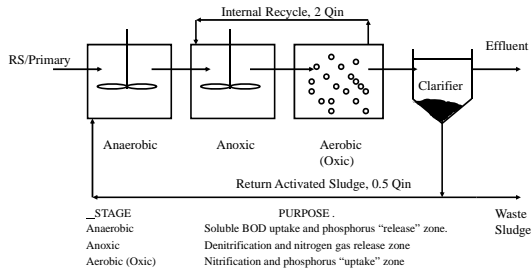 Internal Recycle, 2 Qin
Effluent
RS/Primary
Clarifier
Anaerobic
Anoxic
Aerobic
(Oxic)
Return Activated Sludge, 0.5 Qin
_STAGE PURPOSE .
Waste
Sludge
Anaerobic Soluble BOD uptake and phosphorus “release” zone.
Anoxic Denitrification and nitrogen gas release zone
Aerobic (Oxic) Nitrification and phosphorus “uptake” zone